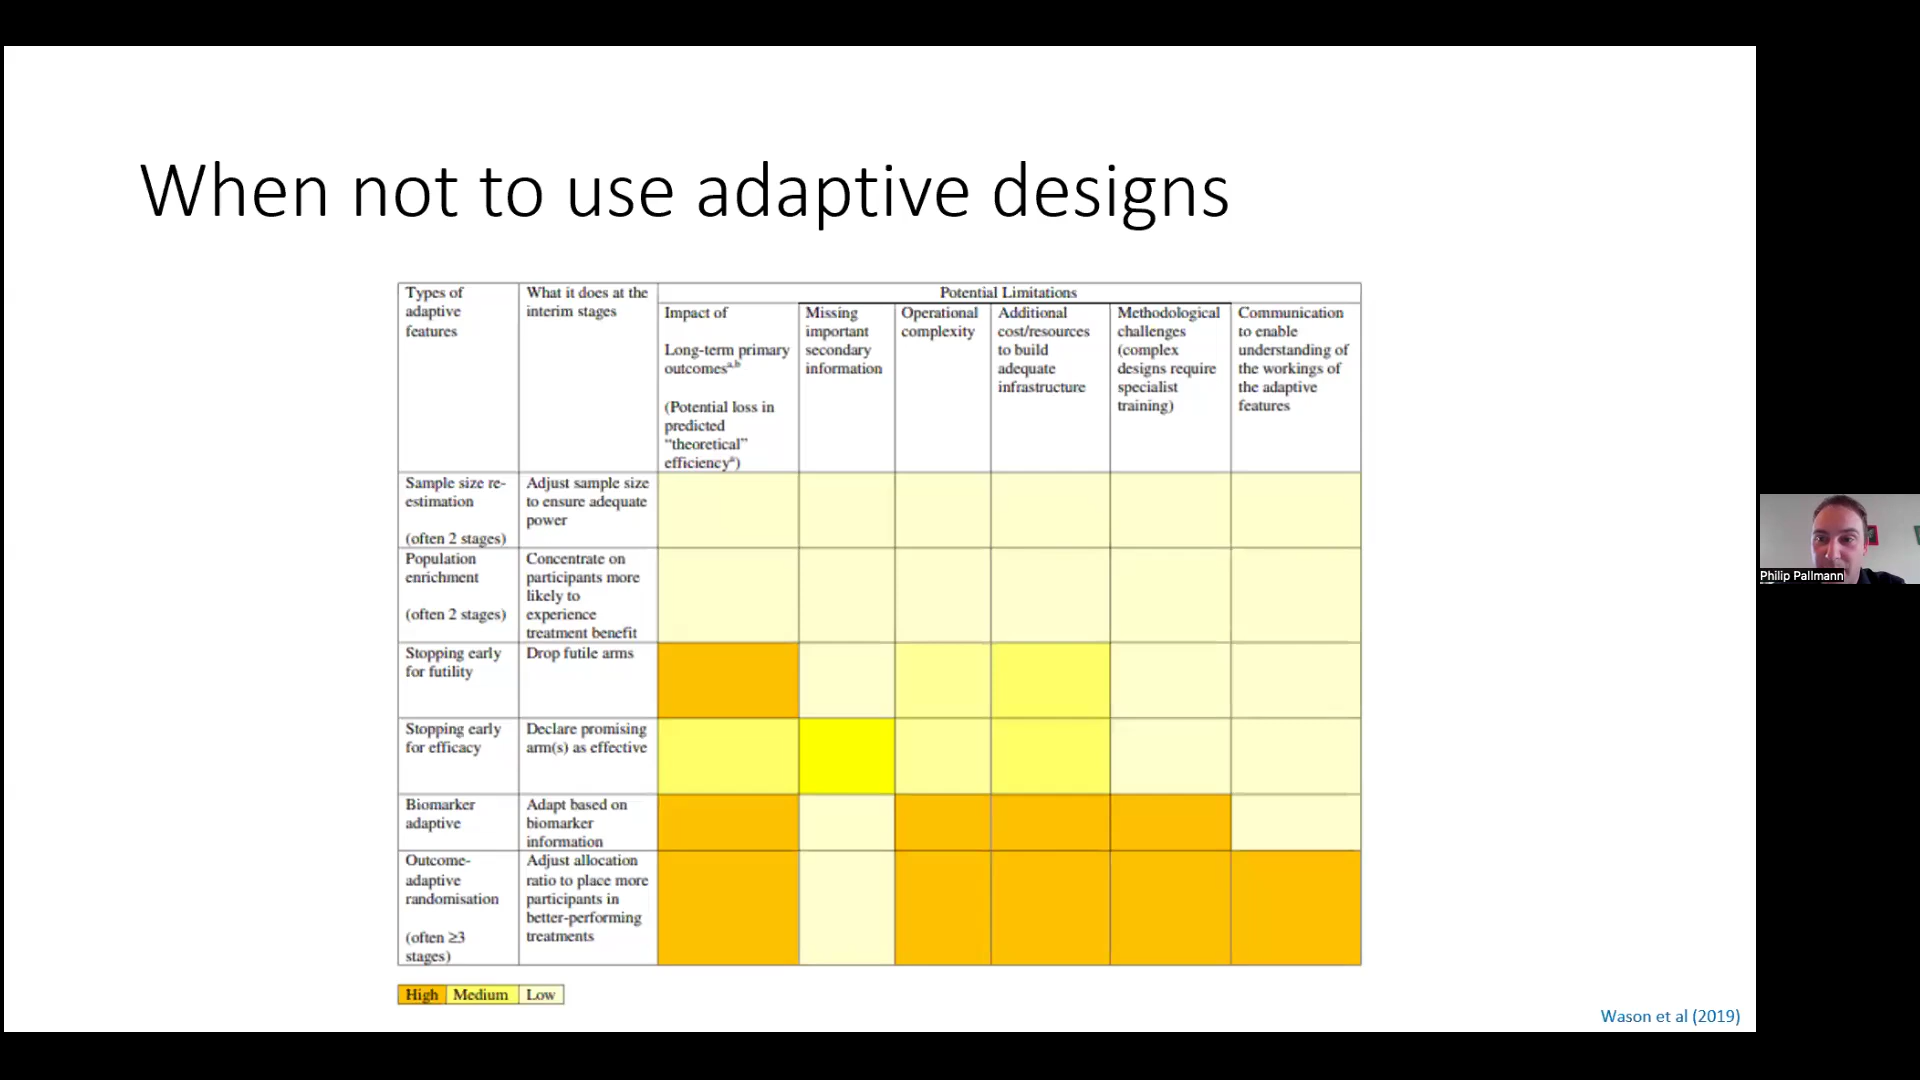 When not to use adaptive designs
Types of
adaptive
features
What it does at the
interim stages
Potential Limitations
Impact of
Long-term primary
outcomesa,b
(Potential loss in
predicted
“theoretical”
efficiencya)
Missing
important
secondary
information
Operational
complexity
Additional
cost/resources
to build
adequate
infrastructure
Methodological
challenges
(complex
designs require
specialist
training)
Communication
to enable
understanding of
the workings of
the adaptive
features
Sample size re-
estimation
(often 2 stages)
Adjust sample size
to ensure adequate
power
Population
enrichment
(often 2 stages)
Concentrate on
participants more
likely to
experience
treatment benefit
Stopping early
for futility
Drop futile arms
Stopping early
for efficacy
Declare promising
arm(s) as effective
Biomarker
adaptive
Adapt based on
biomarker
information
Outcome-
adaptive
randomisation
(often ≥3
stages)
Adjust allocation
ratio to place more
participants in
better-performing
treatments
High Medium Low
Wason et al (2019)
Philip Pallmann